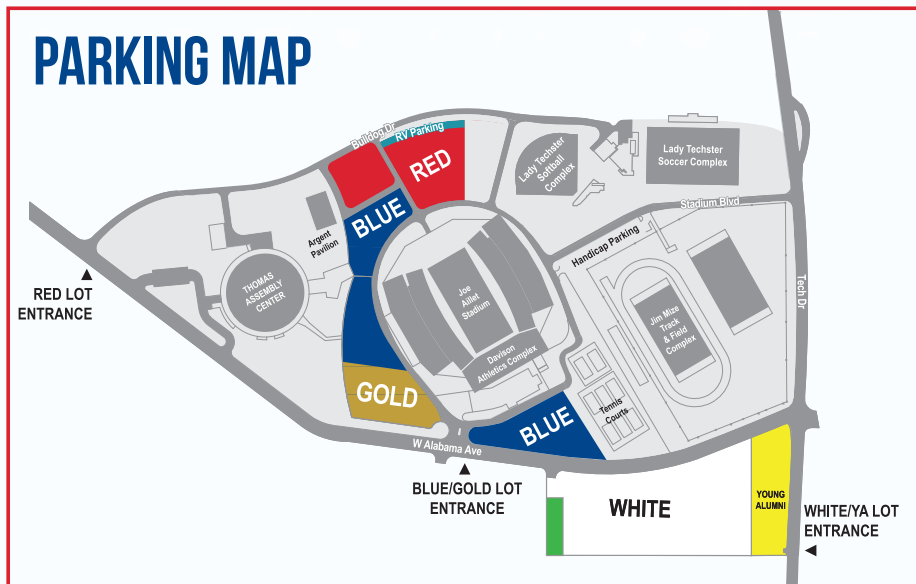 PARKING MAP
Bulldog Dr
RV Parking
RED
Lady Techster
Softball
Complex
Lady Techster
Soccer Complex
Stadium Blvd
BLUE
Argent
Pavilion
Handicap Parking
THOMAS
ASSEMBLY
CENTER
Joe
Aillet
Stadium
Jim Mize
Track
& Field
Complex
Tech Dr
RED LOT
ENTRANCE
Davison
Athletics Complex
GOLD
Tennis
Courts
BLUE
W Alabama Ave
BLUE/GOLD LOT
ENTRANCE
WHITE
YOUNG
ALUMNI
WHITE/YA LOT
ENTRANCE